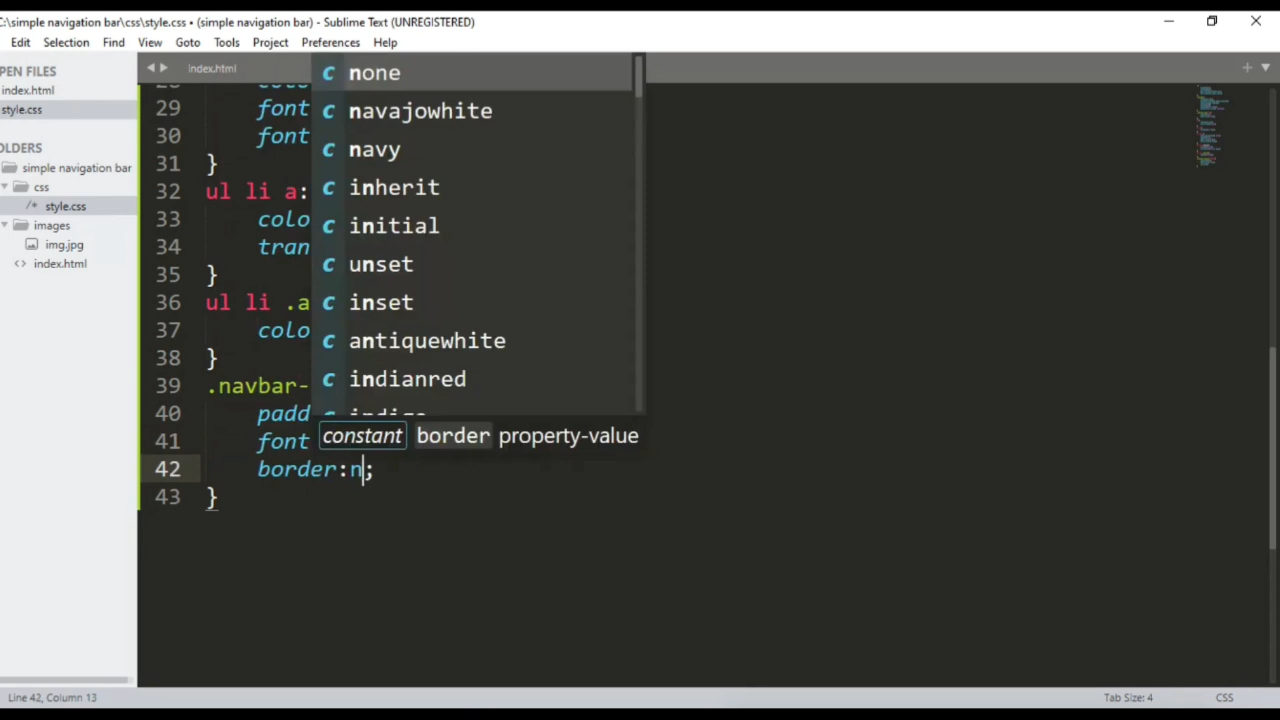 C:\simple navigation bar\css\style.css • (simple navigation bar) - Sublime Text (UNREGISTERED)
Edit Selection Find View Goto Tools Project Preferences Help
PEN FILES
index.html
style.css
OLDERS
simple navigation bar
css
/* style.css
images
img.jpg
<> index.html
index.html
29 font
30 font
31 }
32 ul li a:
33 colo
34 tran
35 }
36 ul li .a
37 colo
38 }
39 .navbar-
40 padd
41 font
42 border:n;
43 }
c none
c navajowhite
c navy
c inherit
c initial
c unset
c inset
c antiquewhite
c indianred
constant border property-value
Line 42, Column 13
Tab Size: 4
CSS